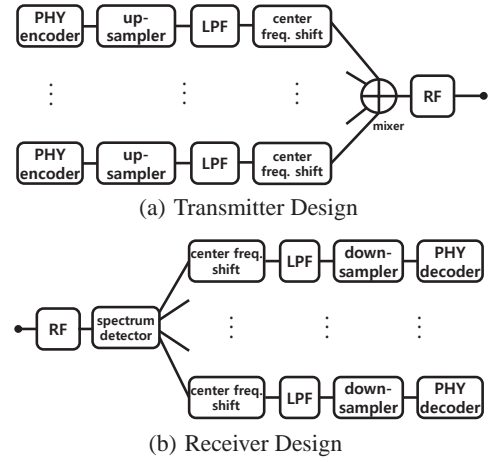 PHY encoder
up-sampler
LPF
center freq. shift
RF
mixer
PHY encoder
up-sampler
LPF
center freq. shift
(a) Transmitter Design
center freq. shift
LPF
down-sampler
PHY decoder
RF
spectrum detector
center freq. shift
LPF
down-sampler
PHY decoder
(b) Receiver Design